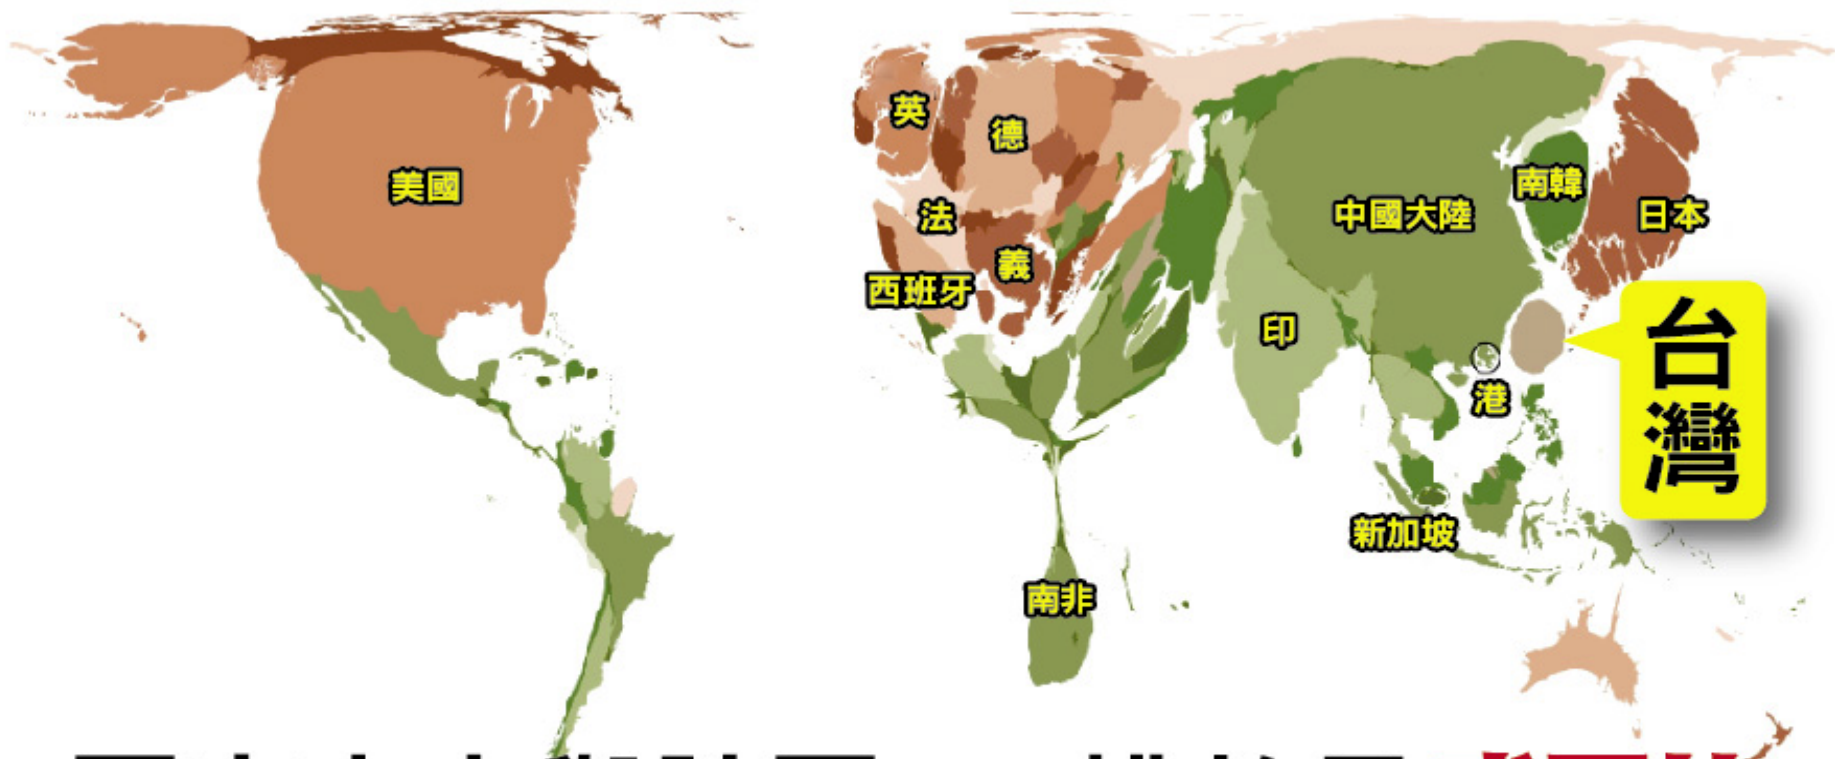 美國
英
德
法
義
西班牙
印
中國大陸
南韓
日本
台灣
港
新加坡
南非